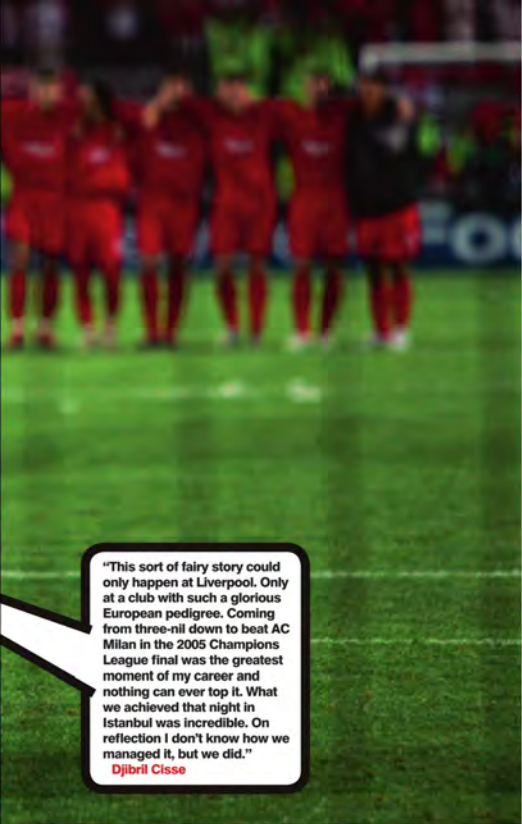 Fo
“This sort of fairy story could
only happen at Liverpool. Only
at a club with such a glorious
European pedigree. Coming
from three-nil down to beat AC
Milan in the 2005 Champions
League final was the greatest
moment of my career and
nothing can ever top it. What
we achieved that night in
Istanbul was incredible. On
reflection I don't know how we
managed it, but we did.”
Djibril Cisse